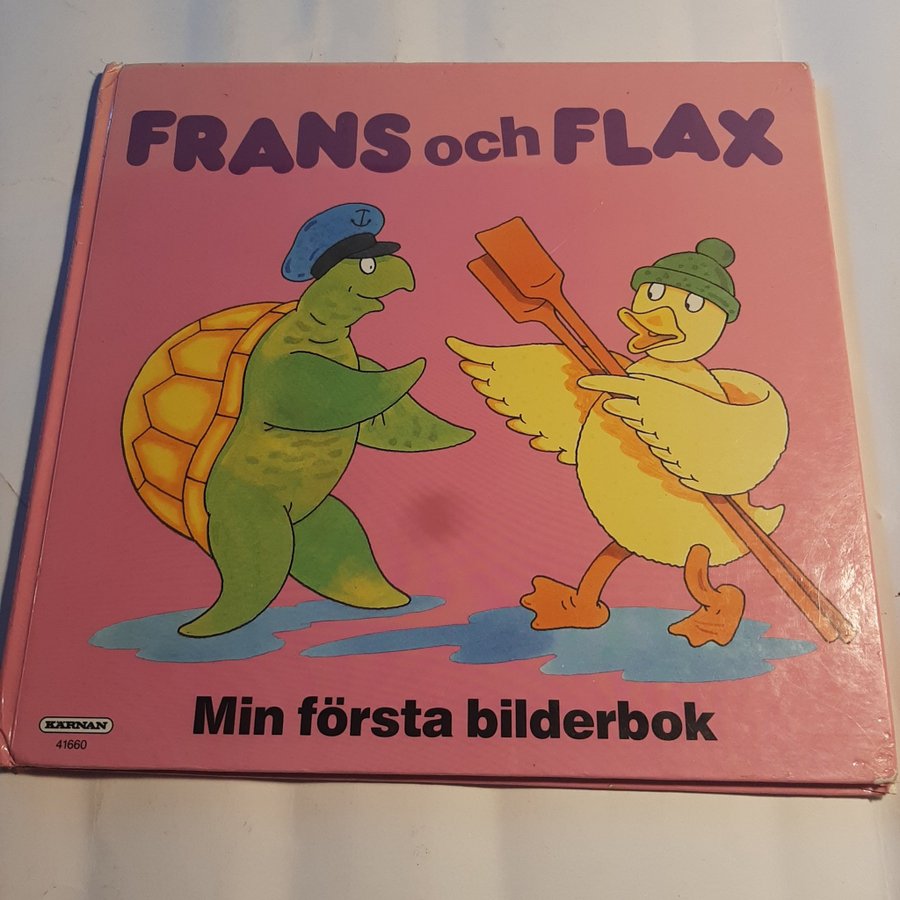 FRANS och FLAX
Min första bilderbok
KÄRNAN
41660